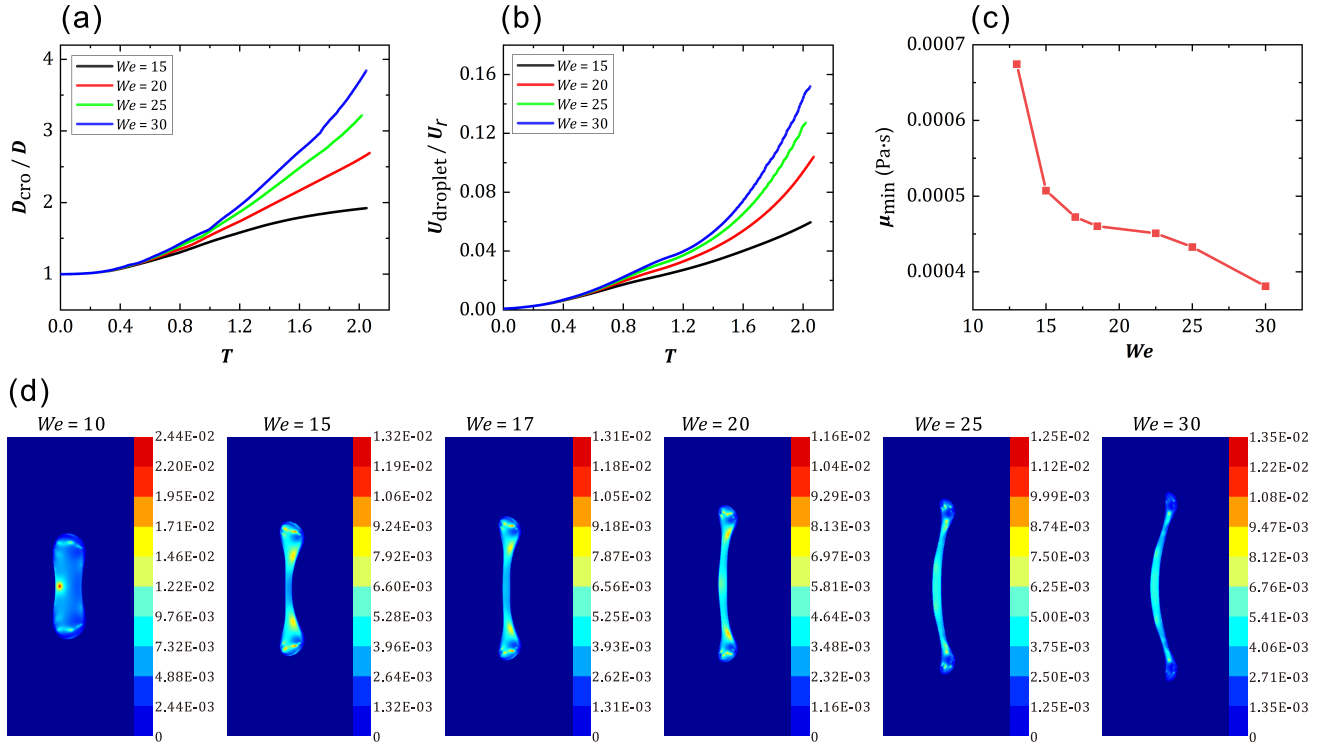 (a)
(b)
(c)
We = 15
We = 20
We = 25
We = 30
4
3
2
1
0.0 0.4 0.8 1.2 1.6 2.0
D_cro / D
T
We = 15
We = 20
We = 25
We = 30
0.16
0.12
0.08
0.04
0.00
0.0 0.4 0.8 1.2 1.6 2.0
U_droplet / U_r
T
0.0007
0.0006
0.0005
0.0004
10 15 20 25 30
μ_min (Pa·s)
We
(d)
We = 10
2.44E-02
2.20E-02
1.95E-02
1.71E-02
1.46E-02
1.22E-02
9.76E-03
7.32E-03
4.88E-03
2.44E-03
0
We = 15
1.32E-02
1.19E-02
1.06E-02
9.24E-03
7.92E-03
6.60E-03
5.28E-03
3.96E-03
2.64E-03
1.32E-03
0
We = 17
1.31E-02
1.18E-02
1.05E-02
9.18E-03
7.87E-03
6.56E-03
5.24E-03
3.93E-03
2.62E-03
1.31E-03
0
We = 20
1.16E-02
1.04E-02
9.29E-03
8.13E-03
6.97E-03
5.81E-03
4.64E-03
3.48E-03
2.32E-03
1.16E-03
0
We = 25
1.25E-02
1.12E-02
9.99E-03
8.74E-03
7.50E-03
6.25E-03
5.00E-03
3.75E-03
2.50E-03
1.25E-03
0
We = 30
1.35E-02
1.22E-02
1.08E-02
9.47E-03
8.12E-03
6.76E-03
5.41E-03
4.06E-03
2.71E-03
1.35E-03
0